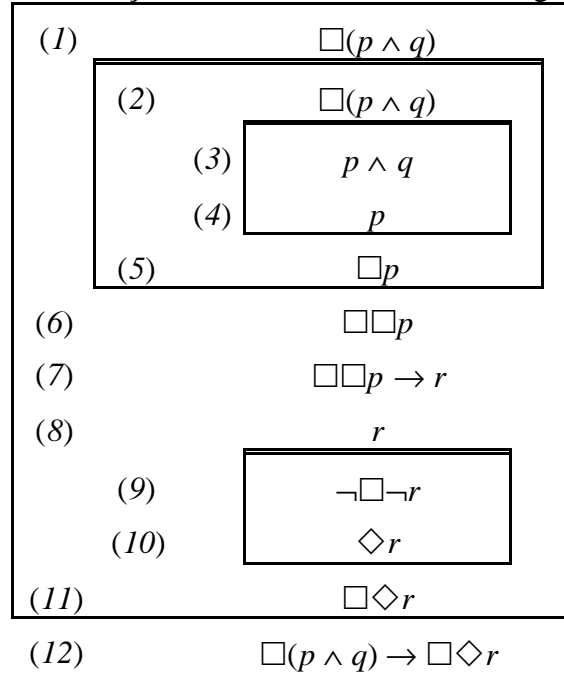 (1) □(p ∧ q)
(2) □(p ∧ q)
(3) p ∧ q
(4) p
(5) □p
(6) □□p
(7) □□p → r
(8) r
(9) ¬□¬r
(10) ◇r
(11) □◇r
(12) □(p ∧ q) → □◇r